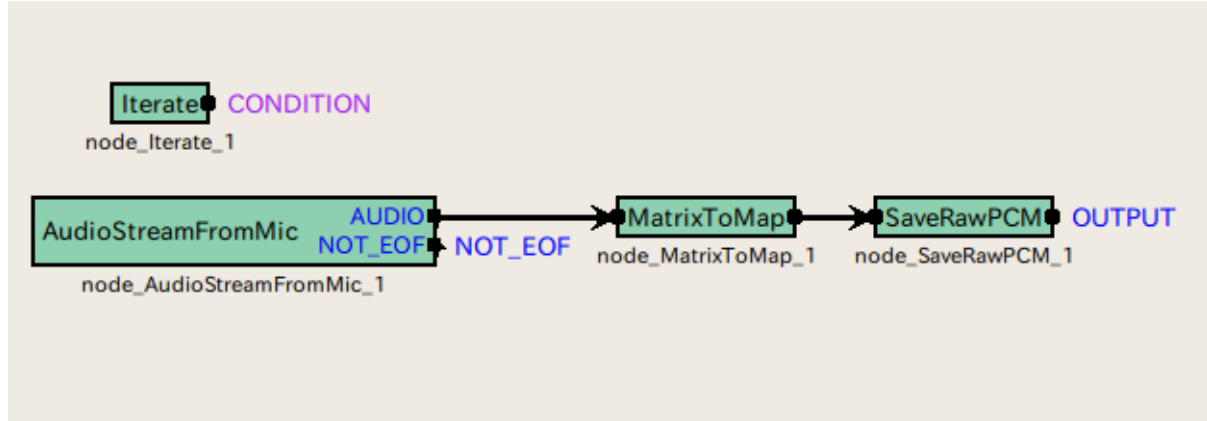 Iterate CONDITION
node_Iterate_1
AudioStreamFromMic AUDIO MatrixToMap SaveRawPCM OUTPUT
NOT_EOF NOT_EOF
node_MatrixToMap_1 node_SaveRawPCM_1
node_AudioStreamFromMic_1